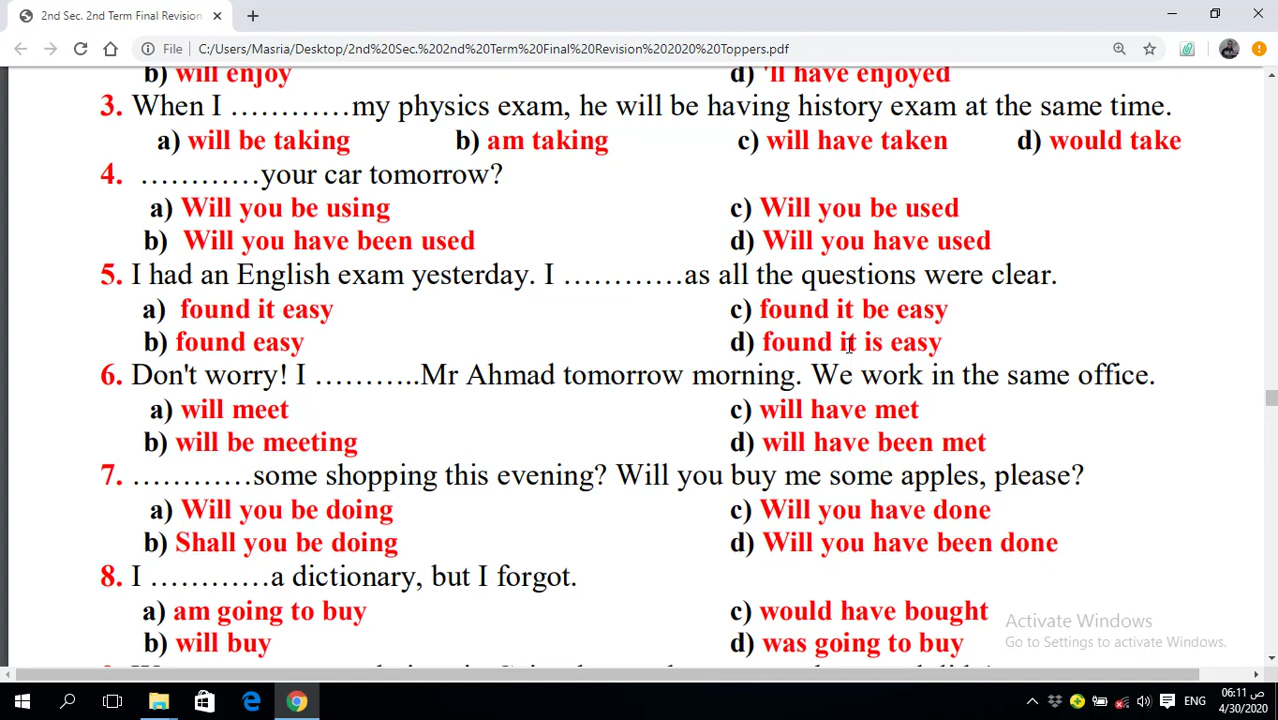 2nd Sec. 2nd Term Final Revision
File C:/Users/Masria/Desktop/2nd%20Sec.%202nd%20Term%20Final%20Revision%202020%20Toppers.pdf
b) will enjoy d) 'll have enjoyed
3. When I …………my physics exam, he will be having history exam at the same time.
a) will be taking b) am taking c) will have taken d) would take
4. …………your car tomorrow?
a) Will you be using c) Will you be used
b) Will you have been used d) Will you have used
5. I had an English exam yesterday. I …………as all the questions were clear.
a) found it easy c) found it be easy
b) found easy d) found it is easy
6. Don't worry! I ………..Mr Ahmad tomorrow morning. We work in the same office.
a) will meet c) will have met
b) will be meeting d) will have been met
7. …………some shopping this evening? Will you buy me some apples, please?
a) Will you be doing c) Will you have done
b) Shall you be doing d) Will you have been done
8. I …………a dictionary, but I forgot.
a) am going to buy c) would have bought
b) will buy d) was going to buy
Activate Windows
Go to Settings to activate Windows.
ENG
06:11 ص
4/30/2020